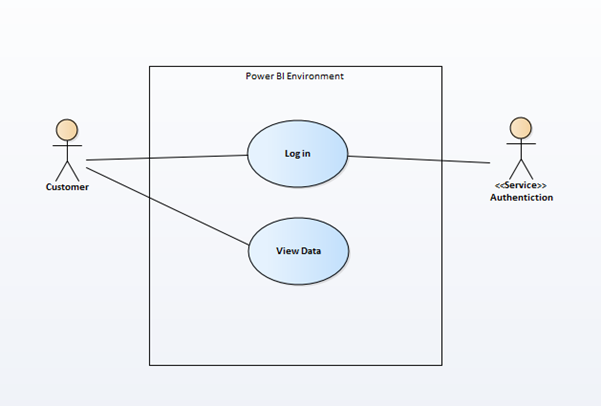 Power BI Environment
Log in
Customer
<<Service>>
Authentiction
View Data